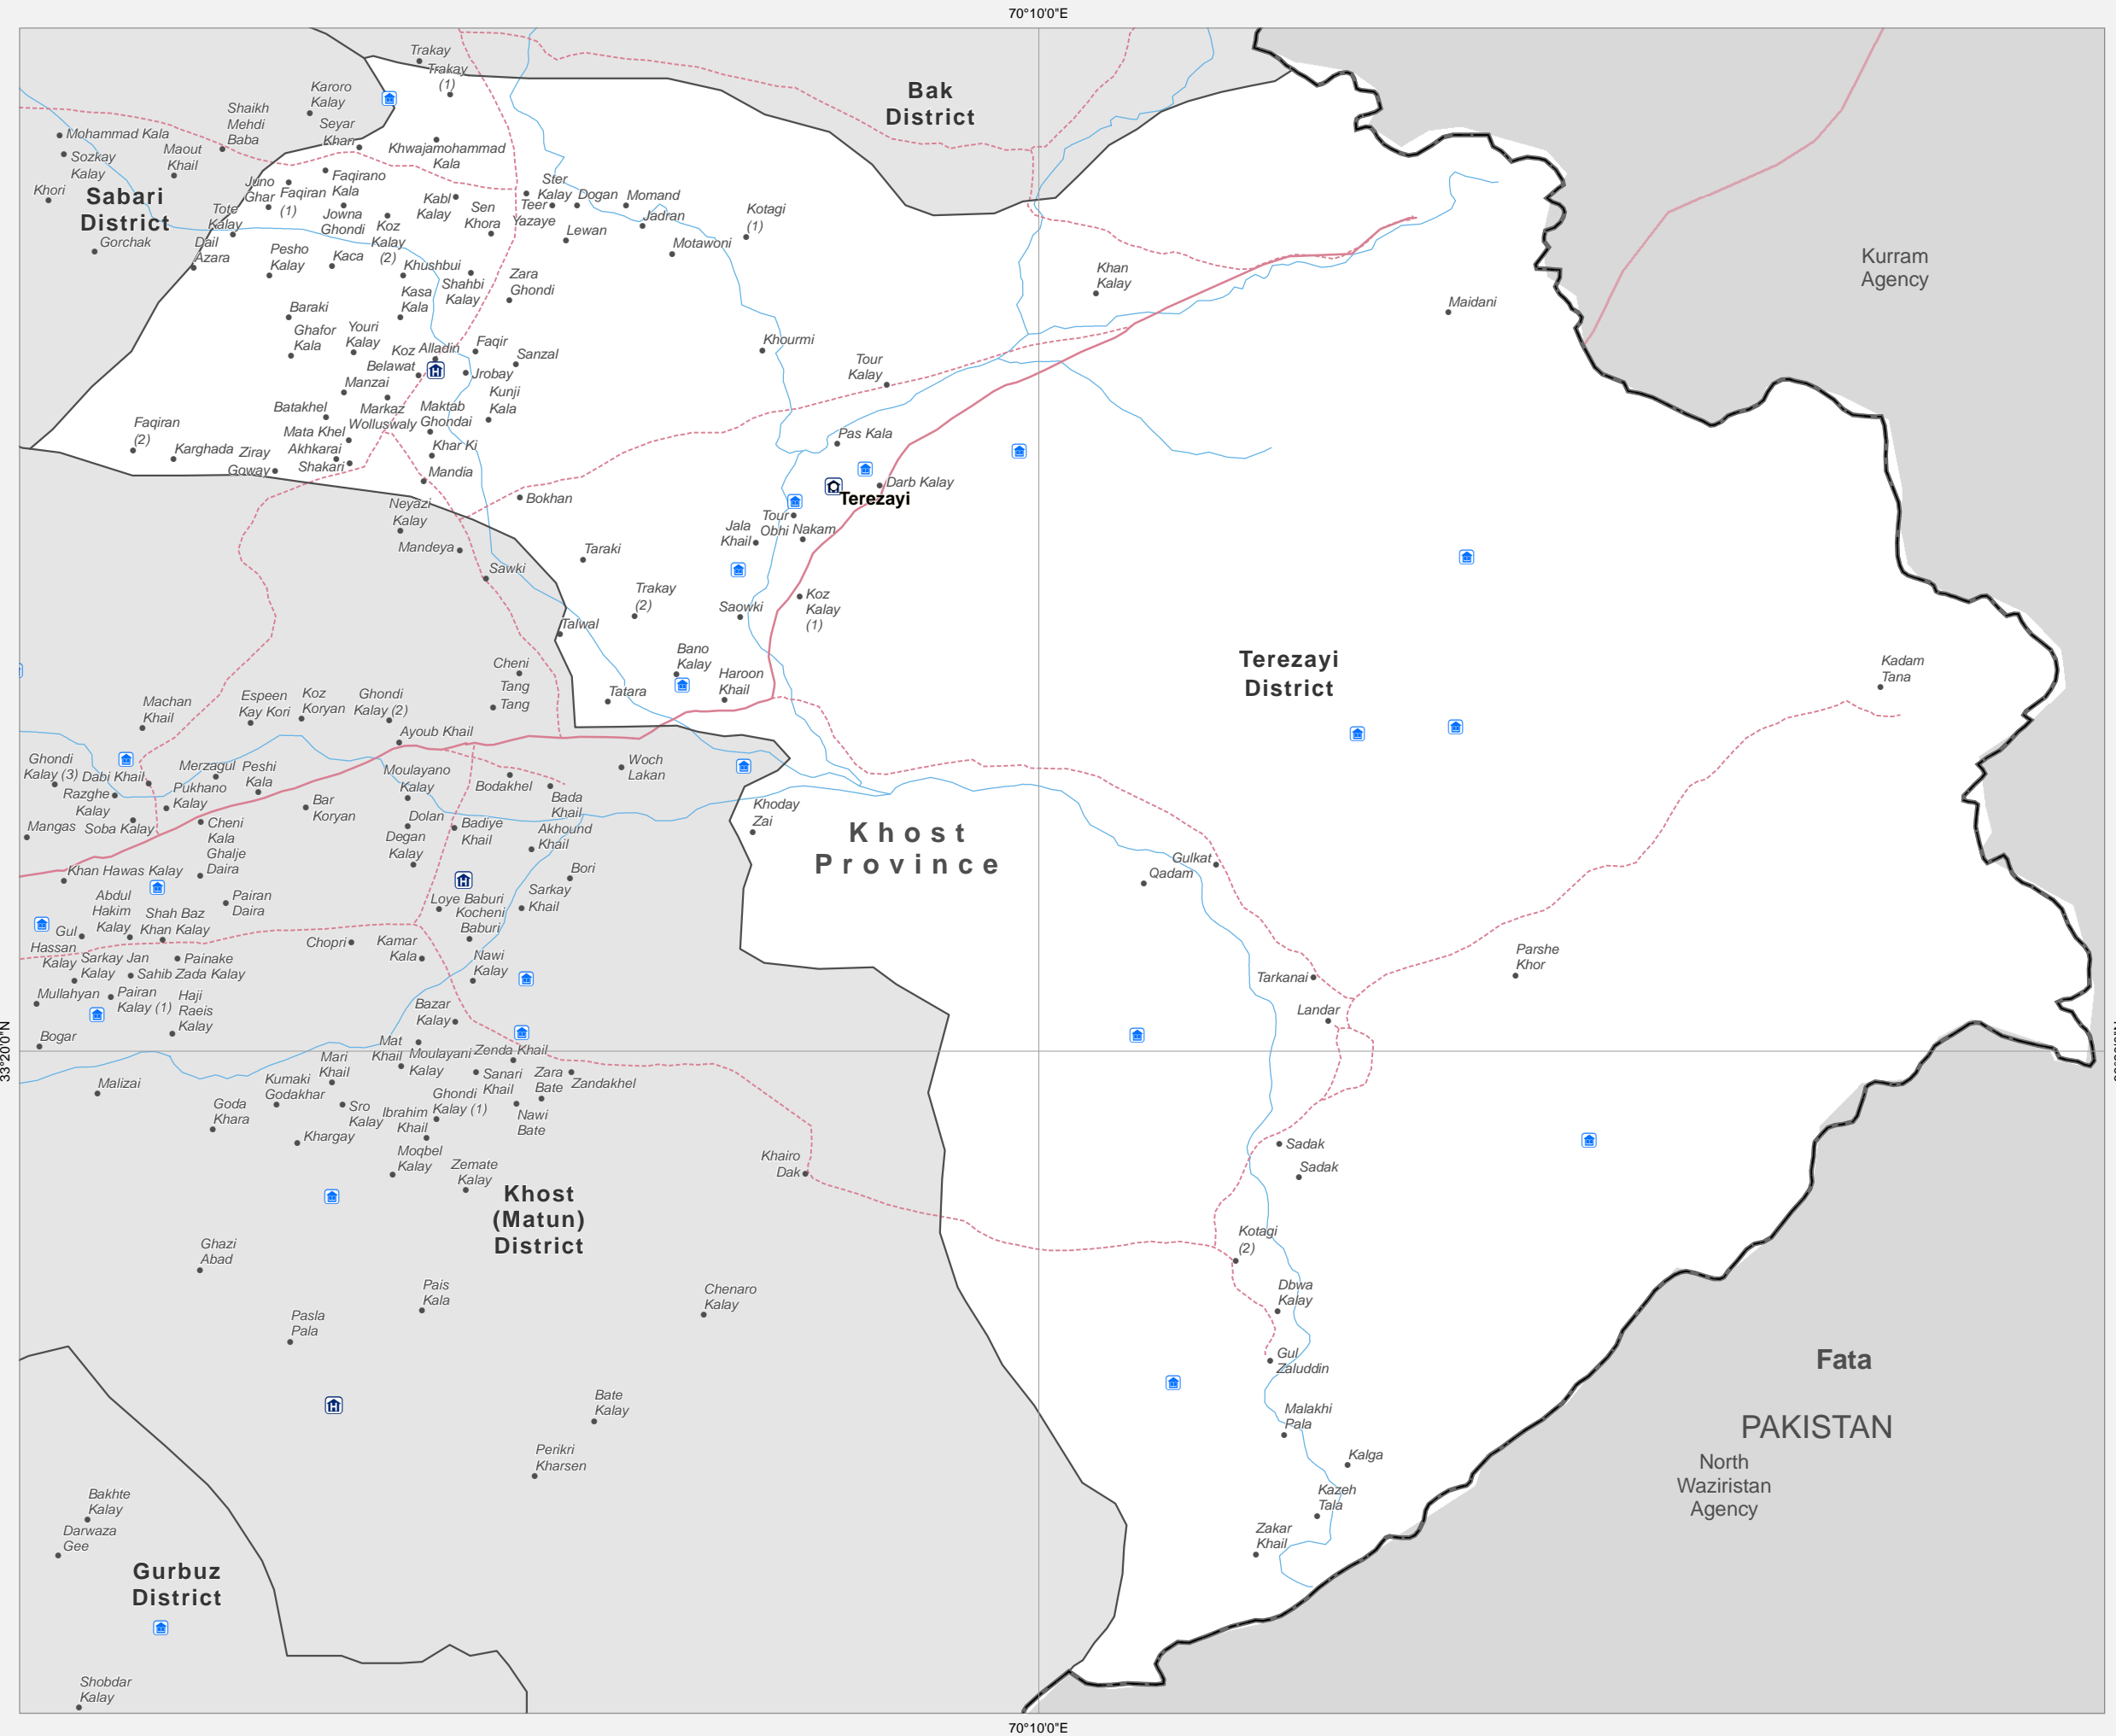 70°10'0"E
Trakay
Trakay
(1)
Bak
District
Karoro
Kalay
Shaikh
Mehdi
Baba
Seyar
Khan
Mohammad Kala
Maout
Khail
Khwajamohammad
Kala
Sozkay
Kalay
Khori
Sabari
District
Juno
Ghar
Faqiran
(1)
Faqirano
Kala
Jowna
Ghondi
Koz
Kalay
(2)
Kabl
Kalay
Sen
Khora
Ster
Kalay
Teer
Yazaye
Dogan
Momand
Jadran
Lewan
Motawoni
Kotagi
(1)
Tote
Kalay
Gorchak
Dail
Azara
Pesho
Kalay
Kaca
Khushbui
Shahbi
Kalay
Zara
Ghondi
Kasa
Kala
Khan
Kalay
Maidani
Kurram
Agency
Baraki
Ghafor
Kala
Youri
Kalay
Koz
Belawat
Alladin
Faqir
Sanzal
Jrobay
Khourmi
Tour
Kalay
Manzai
Kunji
Kala
Batakhel
Markaz
Wolluswaly
Maktab
Ghondai
Faqiran
(2)
Karghada
Ziray
Goway
Mata Khel
Akhkarai
Shakari
Khar Ki
Mandia
Pas Kala
Darb Kalay
Terezayi
Bokhan
Neyazi
Kalay
Mandeya
Tour
Obhi
Nakam
Jala
Khail
Sawki
Taraki
Trakay
(2)
Saowki
Koz
Kalay
(1)
Talwal
Bano
Kalay
Haroon
Khail
Terezayi
District
Kadam
Tana
Cheni
Tang
Tang
Tatara
Machan
Khail
Espeen
Kay Kori
Koz
Koryan
Ghondi
Kalay (2)
Ayoub Khail
Ghondi
Kalay (3)
Dabi Khail
Merzagul
Peshi
Kala
Moulayano
Kalay
Bodakhel
Woch
Lakan
Razghe
Kalay
Pukhano
Kalay
Bar
Koryan
Bada
Khail
Khoday
Zai
Mangas
Soba Kalay
Cheni
Kala
Dolan
Badiye
Khail
Akhound
Khail
Degan
Kalay
Ghalje
Daira
Khost
Province
Khan Hawas Kalay
Bori
Gulkat
Qadam
Abdul
Hakim
Kalay
Pairan
Daira
Sarkay
Khail
Loye Baburi
Kocheni
Baburi
Shah Baz
Khan Kalay
Gul
Hassan
Kalay
Chopri
Kamar
Kala
Nawi
Kalay
Sarkay Jan
Kalay
Painake
Sahib Zada Kalay
Parshe
Khor
Tarkanai
Mullahyan
Pairan
Kalay (1)
Haji
Raeis
Kalay
Bazar
Kalay
Landar
Bogar
33°20'0"N
Mat
Khail
Moulayani
Kalay
Zenda Khail
Mari
Khail
Sanari
Khail
Zara
Bate
Zandakhel
Malizai
Kumaki
Godakhar
Goda
Khara
Sro
Kalay
Ghondi
Kalay (1)
Ibrahim
Khail
Nawi
Bate
Khargay
Moqbel
Kalay
Zemate
Kalay
Khairo
Dak
Sadak
Sadak
Khost
(Matun)
District
Ghazi
Abad
Kotagi
(2)
Pais
Kala
Chenaro
Kalay
Dbwa
Kalay
Pasla
Pala
Gul
Zaluddin
Fata
PAKISTAN
North
Waziristan
Agency
Bate
Kalay
Malakhi
Pala
Perikri
Kharsen
Kalga
Kazeh
Tala
Bakhte
Kalay
Darwaza
Gee
Zakar
Khail
Gurbuz
District
Shobdar
Kalay
70°10'0"E